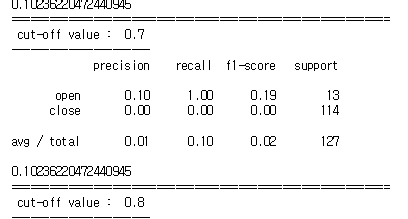 0.10236220472440945
==================================================
cut-off value :  0.7
--------------------
precision    recall  f1-score   support
open       0.10      1.00      0.19        13
close       0.00      0.00      0.00       114
avg / total       0.01      0.10      0.02       127
0.10236220472440945
==================================================
cut-off value :  0.8
--------------------